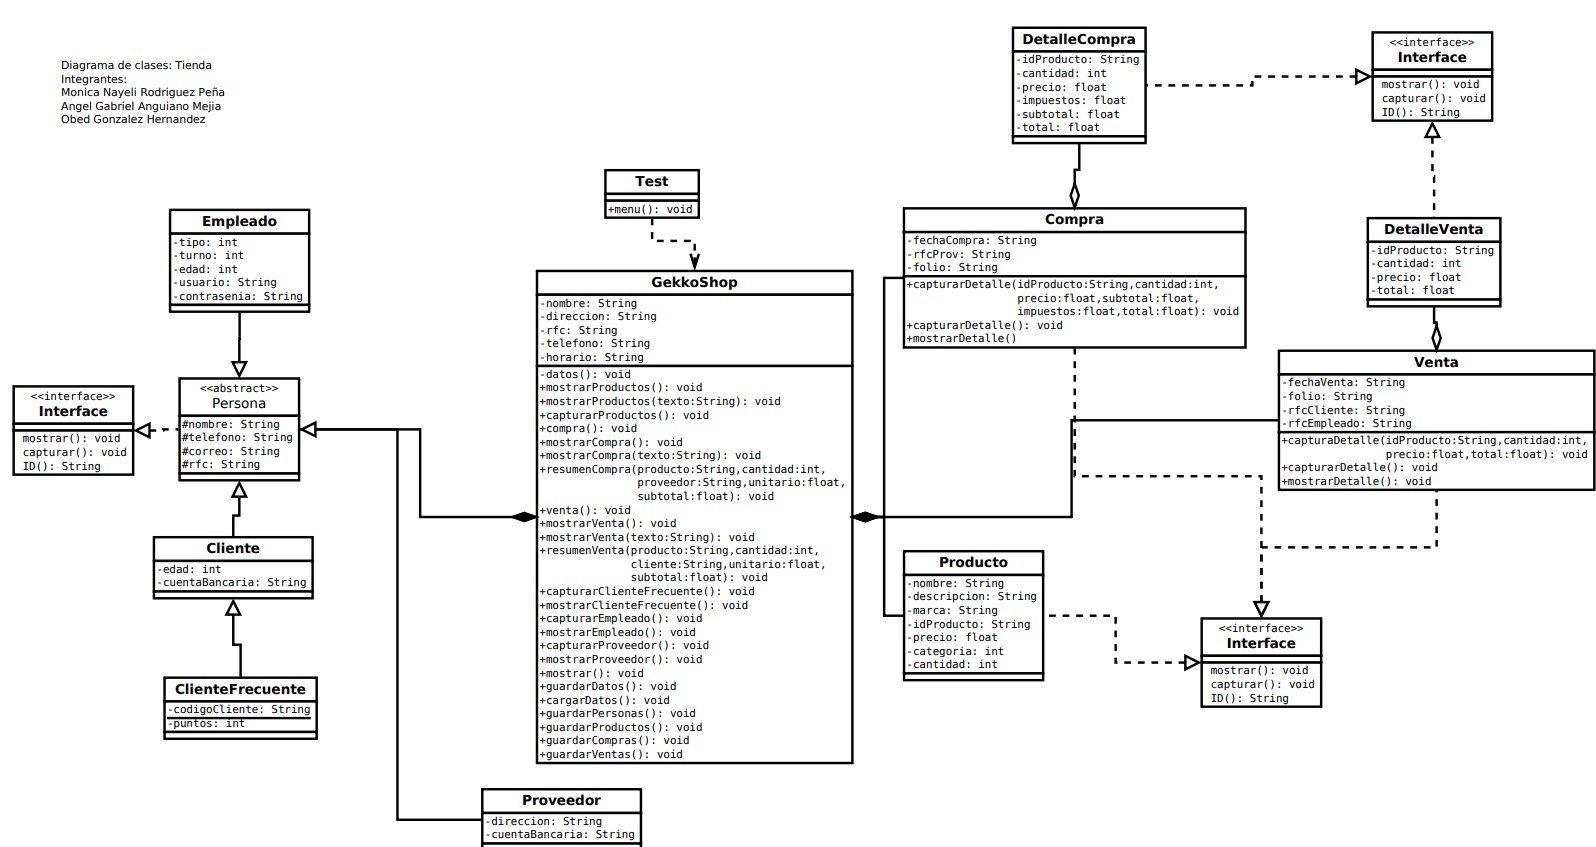 Diagrama de clases: Tienda
Integrantes:
Monica Nayeli Rodriguez Peña
Angel Gabriel Anguiano Mejia
Obed Gonzalez Hernandez
DetalleCompra
-idProducto: String
-cantidad: int
-precio: float
-impuestos: float
-subtotal: float
-total: float
<<interface>>
Interface
mostrar(): void
capturar(): void
ID(): String
Test
+menu(): void
Empleado
-tipo: int
-turno: int
-edad: int
-usuario: String
-contrasenia: String
Compra
-fechaCompra: String
-rfcProv: String
-folio: String
+capturarDetalle(idProducto:String,cantidad:int,
precio:float,subtotal:float,
impuestos:float,total:float): void
+capturarDetalle(): void
+mostrarDetalle()
DetalleVenta
-idProducto: String
-cantidad: int
-precio: float
-total: float
GekkoShop
-nombre: String
-direccion: String
-rfc: String
-telefono: String
-horario: String
-datos(): void
+mostrarProductos(): void
+mostrarProductos(texto:String): void
+capturarProductos(): void
+compra(): void
+mostrarCompra(): void
+mostrarCompra(texto:String): void
+resumenCompra(producto:String,cantidad:int,
proveedor:String,unitario:float,
subtotal:float): void
+venta(): void
+mostrarVenta(): void
+mostrarVenta(texto:String): void
+resumenVenta(producto:String,cantidad:int,
cliente:String,unitario:float,
subtotal:float): void
+capturarClienteFrecuente(): void
+mostrarClienteFrecuente(): void
+capturarEmpleado(): void
+mostrarEmpleado(): void
+capturarProveedor(): void
+mostrarProveedor(): void
+mostrar(): void
+guardarDatos(): void
+cargarDatos(): void
+guardarPersonas(): void
+guardarProductos(): void
+guardarCompras(): void
+guardarVentas(): void
Venta
-fechaVenta: String
-folio: String
-rfcCliente: String
-rfcEmpleado: String
+capturaDetalle(idProducto:String,cantidad:int,
precio:float,total:float): void
+capturarDetalle(): void
+mostrarDetalle(): void
<<interface>>
Interface
mostrar(): void
capturar(): void
ID(): String
<<abstract>>
Persona
#nombre: String
#telefono: String
#correo: String
#rfc: String
Cliente
-edad: int
-cuentaBancaria: String
Producto
-nombre: String
-descripcion: String
-marca: String
-idProducto: String
-precio: float
-categoria: int
-cantidad: int
<<interface>>
Interface
mostrar(): void
capturar(): void
ID(): String
ClienteFrecuente
-codigoCliente: String
-puntos: int
Proveedor
-direccion: String
-cuentaBancaria: String